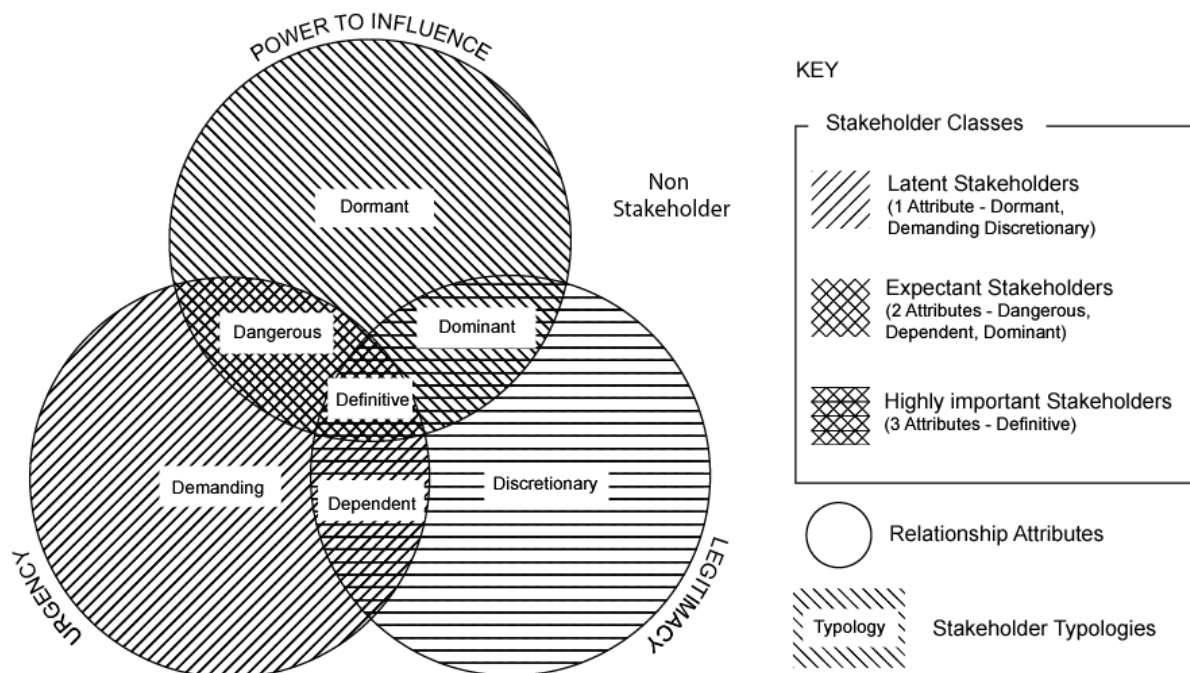 POWER TO INFLUENCE
Dormant
Non
Stakeholder
Dangerous
Dominant
Definitive
Demanding
Dependent
Discretionary
URGENCY
LEGITIMACY
KEY
Stakeholder Classes
Latent Stakeholders
(1 Attribute - Dormant,
Demanding Discretionary)
Expectant Stakeholders
(2 Attributes - Dangerous,
Dependent, Dominant)
Highly important Stakeholders
(3 Attributes - Definitive)
Relationship Attributes
Typology
Stakeholder Typologies